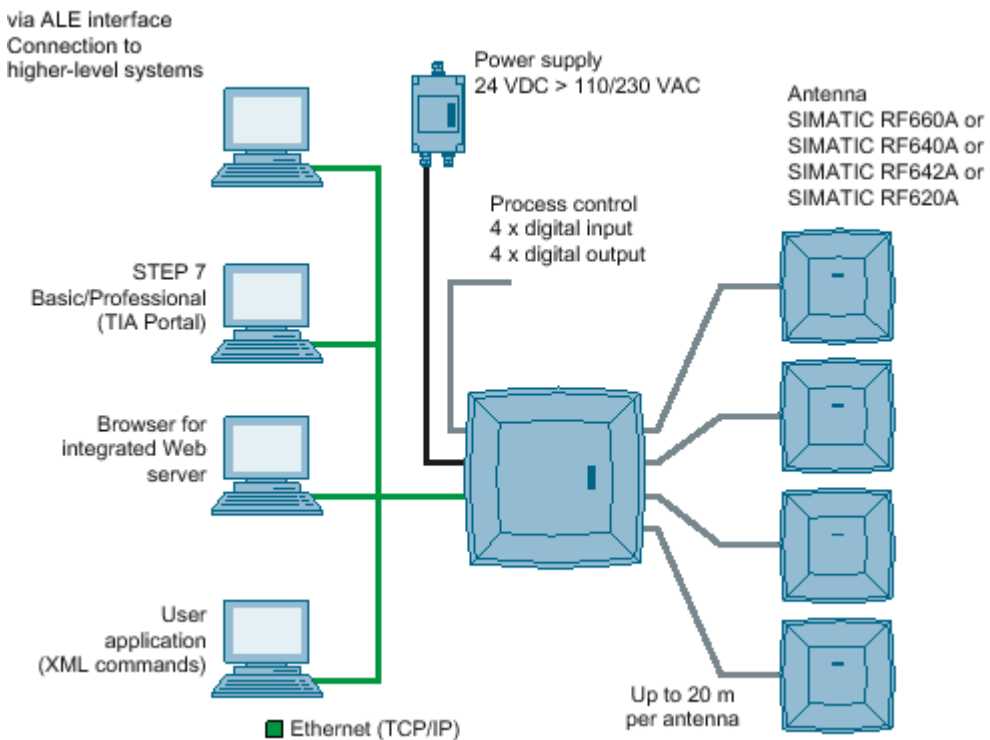 via ALE interface
Connection to
higher-level systems
Power supply
24 VDC > 110/230 VAC
Antenna
SIMATIC RF660A or
SIMATIC RF640A or
SIMATIC RF642A or
SIMATIC RF620A
Process control
4 x digital input
4 x digital output
STEP 7
Basic/Professional
(TIA Portal)
Browser for
integrated Web
server
User
application
(XML commands)
Up to 20 m
per antenna
Ethernet (TCP/IP)